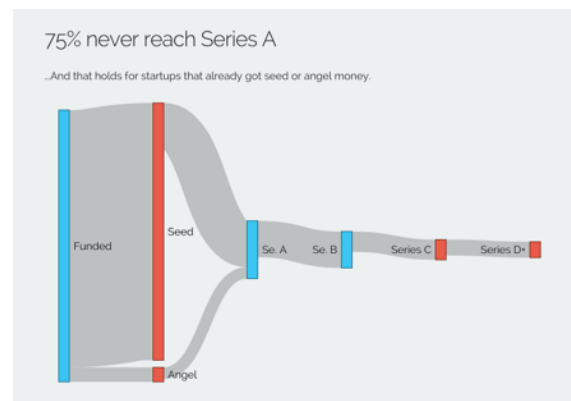 75% never reach Series A
...And that holds for startups that already got seed or angel money.
Seed
Funded
Se. A
Se. B
Series C
Series D+
Angel